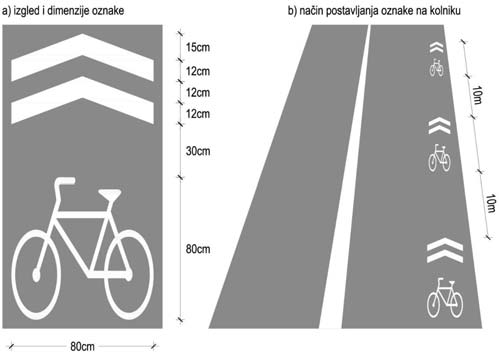 a) izgled i dimenzije oznake
15cm
12cm
12cm
12cm
30cm
80cm
80cm
b) način postavljanja oznake na kolniku
10m
10m